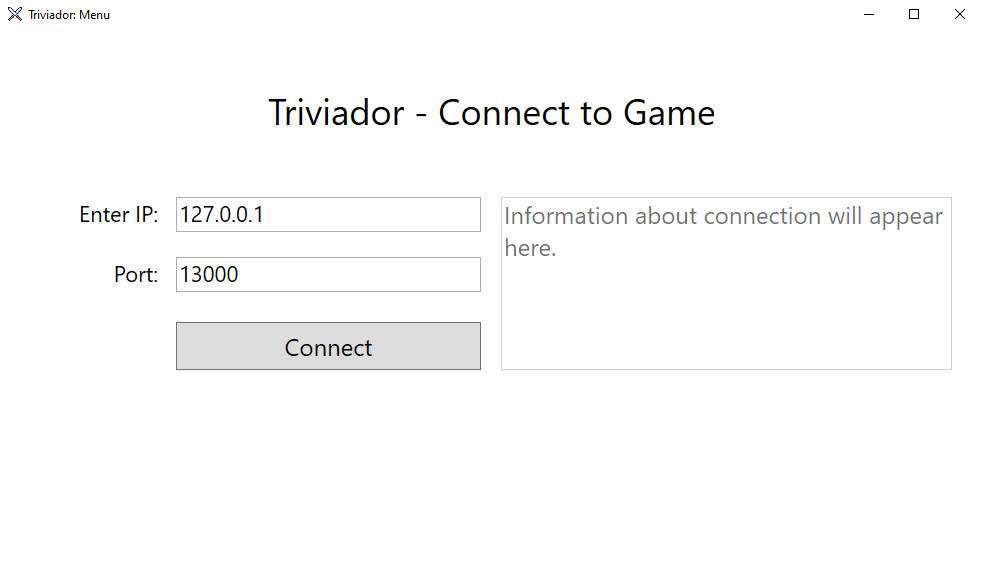 Triviador: Menu
Triviador - Connect to Game
Enter IP:
127.0.0.1
Port:
13000
Connect
Information about connection will appear
here.